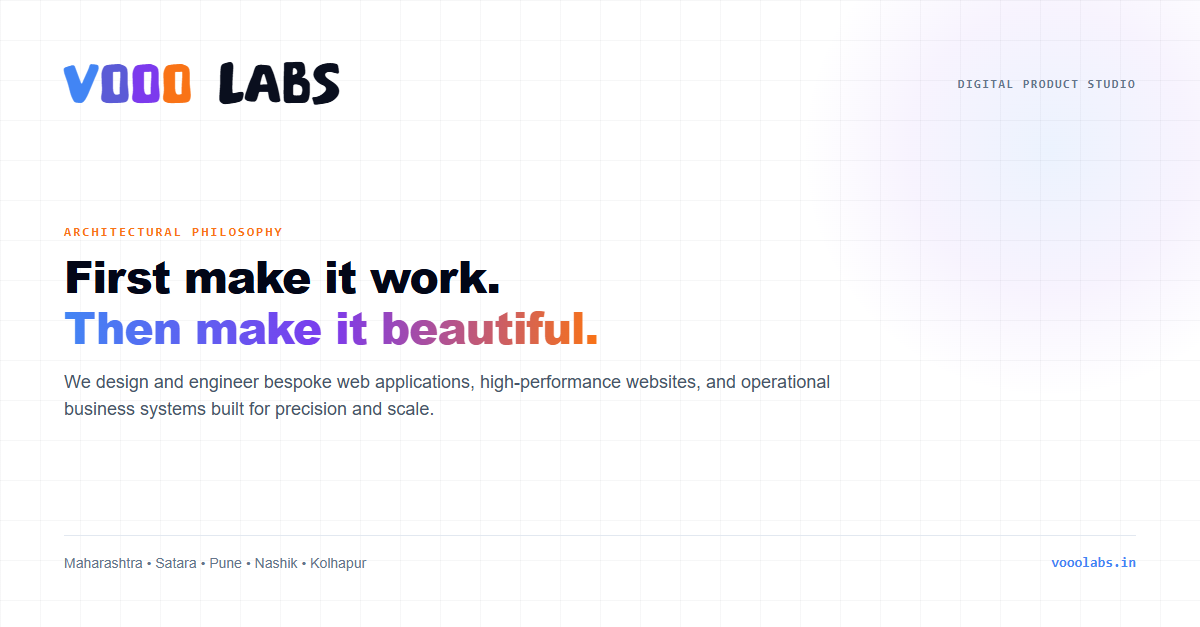 VOOO LABS
DIGITAL PRODUCT STUDIO
ARCHITECTURAL PHILOSOPHY
First make it work.
Then make it beautiful.
We design and engineer bespoke web applications, high-performance websites, and operational
business systems built for precision and scale.
Maharashtra • Satara • Pune • Nashik • Kolhapur
vooolabs.in